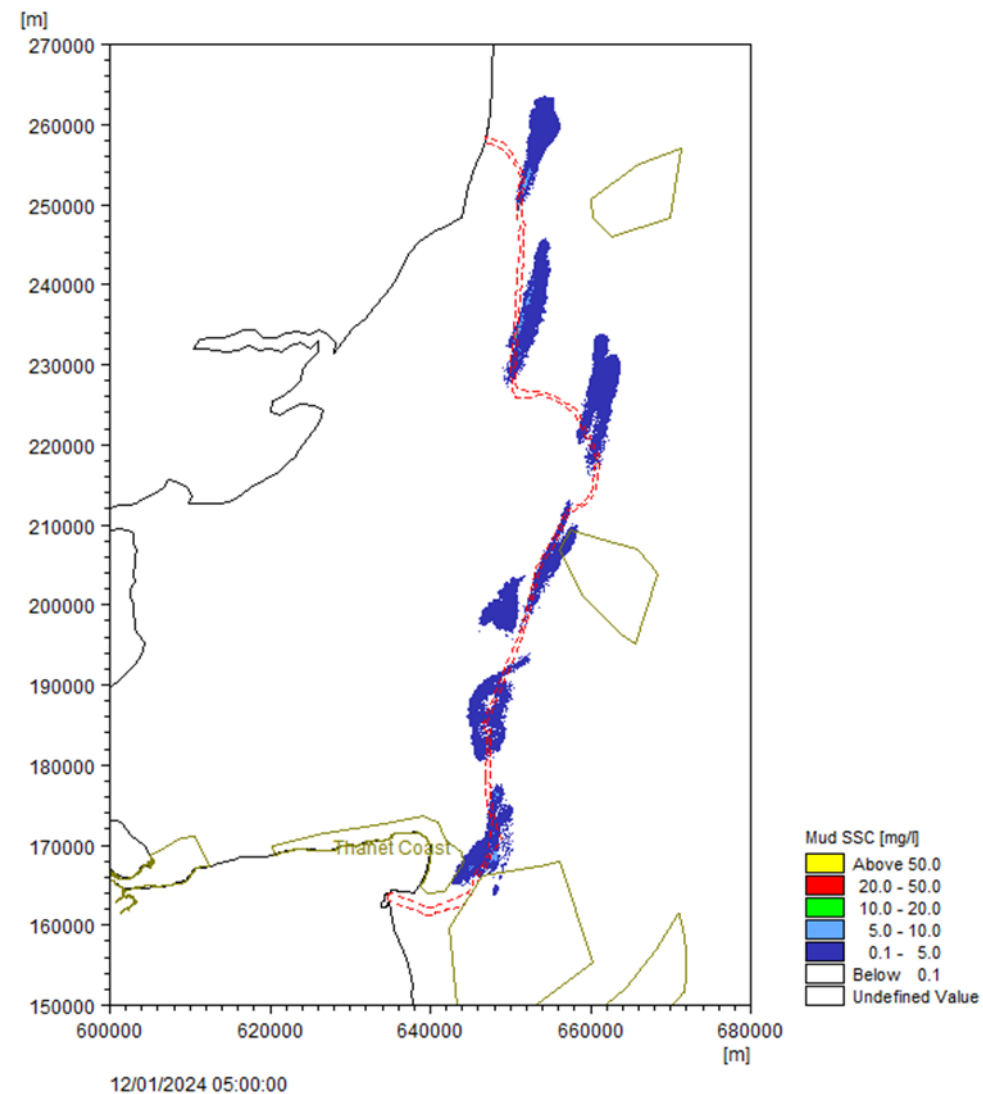 [m]
270000
260000
250000
240000
230000
220000
210000
200000
190000
180000
170000
160000
150000
Thanet Coast
600000 620000 640000 660000 680000
[m]
12/01/2024 05:00:00
Mud SSC [mg/l]
Above 50.0
20.0 - 50.0
10.0 - 20.0
5.0 - 10.0
0.1 - 5.0
Below 0.1
Undefined Value